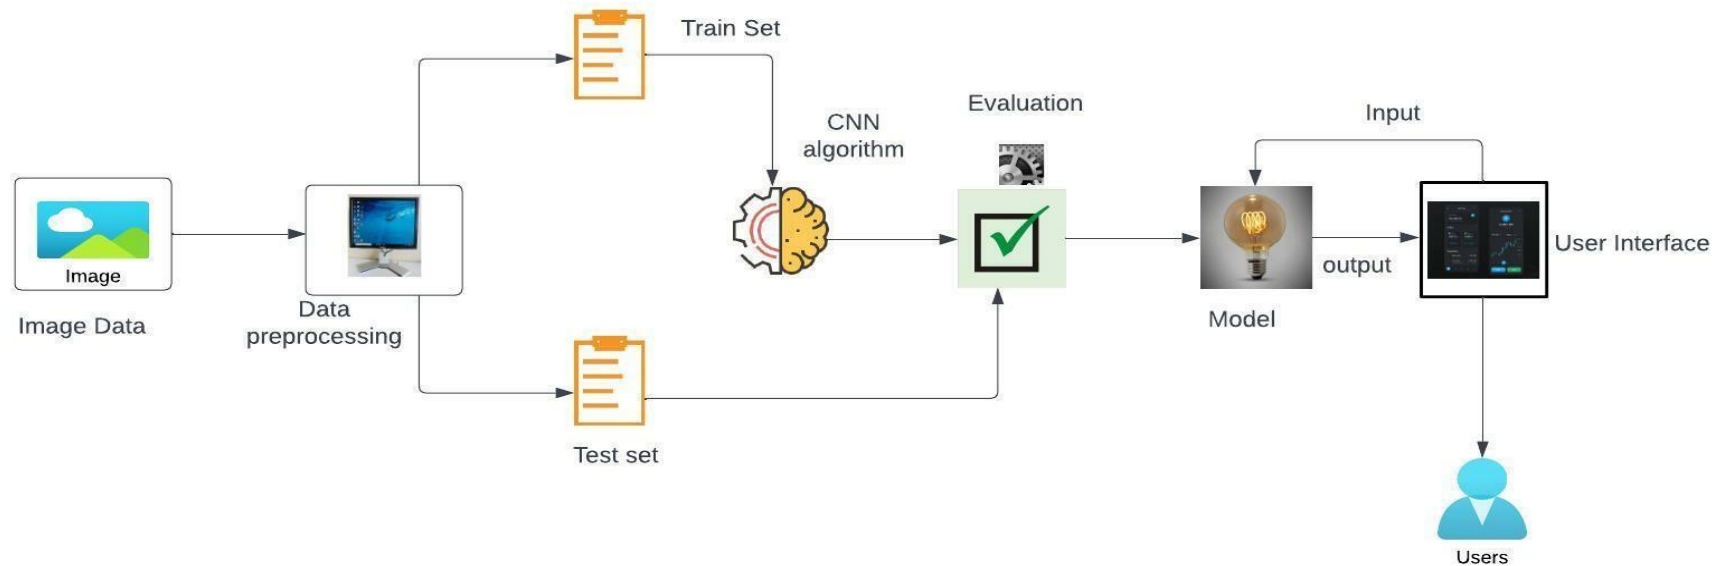 Train Set
Evaluation
CNN
algorithm
Input
Image
Image Data
Data
preprocessing
output
User Interface
Model
Test set
Users